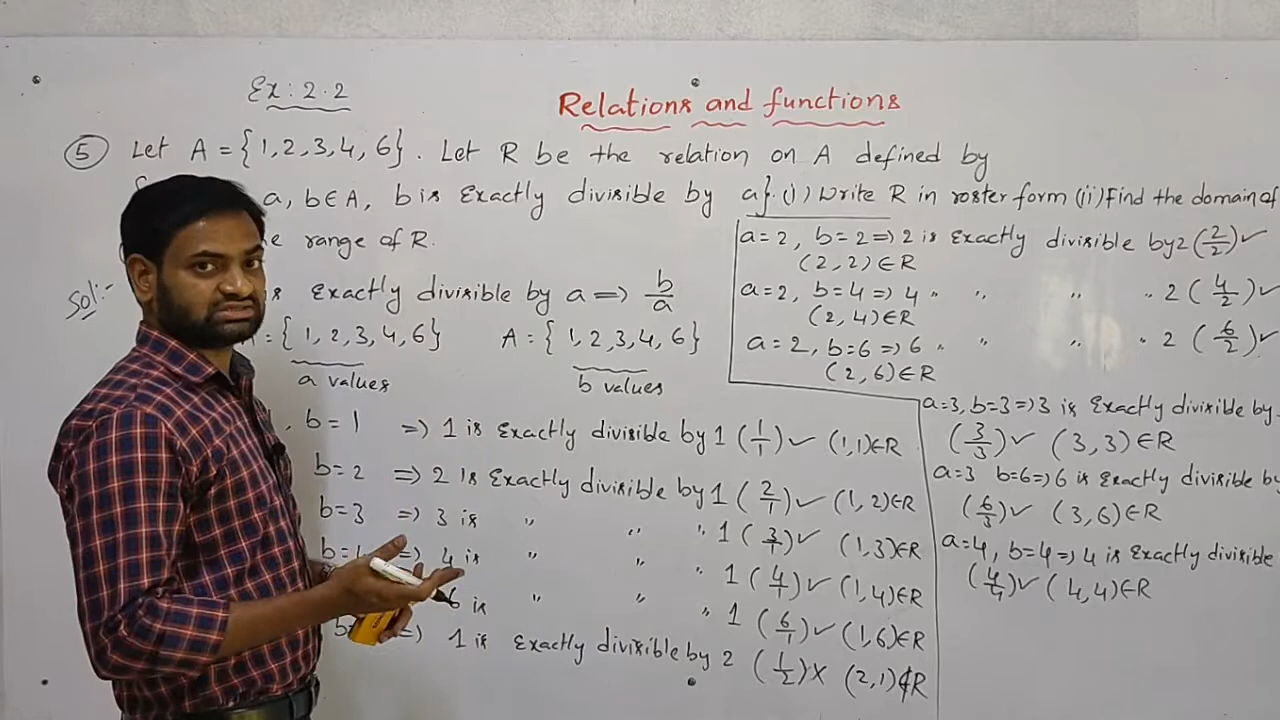 Ex: 2.2
Relations and functions
5 Let A = {1,2,3,4,6}. Let R be the relation on A defined by
a, b∈A, b is Exactly divisible by a}. (i) Write R in roster form (ii) Find the domain of
range of R.
Sol:- Exactly divisible by a => b/a
= {1,2,3,4,6} A = {1,2,3,4,6}
a values b values
b=1 => 1 is Exactly divisible by 1 (1/1) ✓ (1,1)∈R
b=2 => 2 is Exactly divisible by 1 (2/1) ✓ (1,2)∈R
b=3 => 3 is " " " 1 (3/1) ✓ (1,3)∈R
=> 4 is " " " 1 (4/1) ✓ (1,4)∈R
6 is " " " 1 (6/1) ✓ (1,6)∈R
=> 1 is exactly divisible by 2 (1/2) X (2,1)∉R
a=2, b=2 => 2 is Exactly divisible by 2 (2/2) ✓
(2,2)∈R
a=2, b=4 => 4 " " " " 2 (4/2) ✓
(2,4)∈R
a=2, b=6 => 6 " " " " 2 (6/2) ✓
(2,6)∈R
a=3, b=3 => 3 is Exactly divisible by
(3/3) ✓ (3,3)∈R
a=3 b=6 => 6 is Exactly divisible by
(6/3) ✓ (3,6)∈R
a=4, b=4 => 4 is Exactly divisible
(4/4) ✓ (4,4)∈R